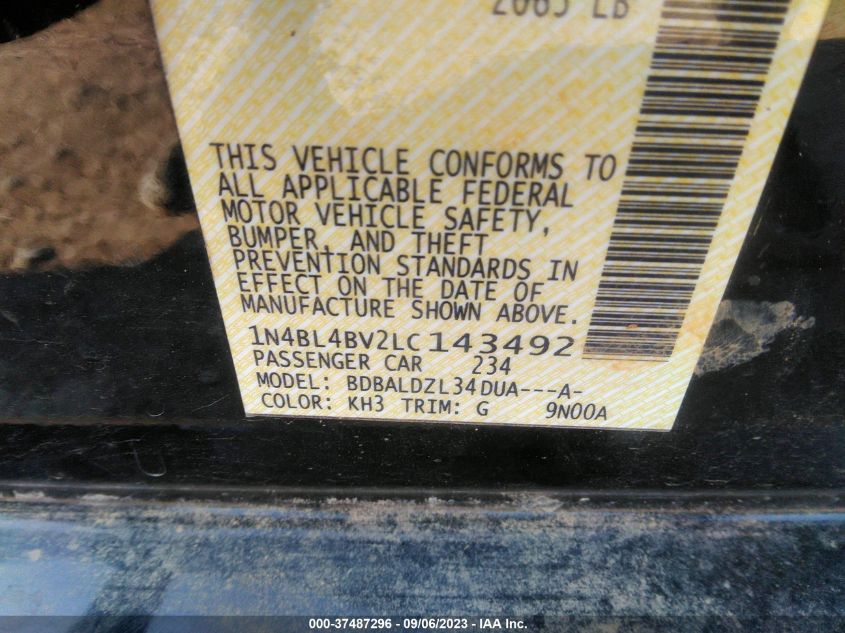 2065 LB
THIS VEHICLE CONFORMS TO
ALL APPLICABLE FEDERAL
MOTOR VEHICLE SAFETY,
BUMPER, AND THEFT
PREVENTION STANDARDS IN
EFFECT ON THE DATE OF
MANUFACTURE SHOWN ABOVE.
1N4BL4BV2LC143492
PASSENGER CAR 234
MODEL: BDBALDZL34DUA---A-
COLOR: KH3 TRIM: G 9N00A
000-37487296 - 09/06/2023 - IAA Inc.